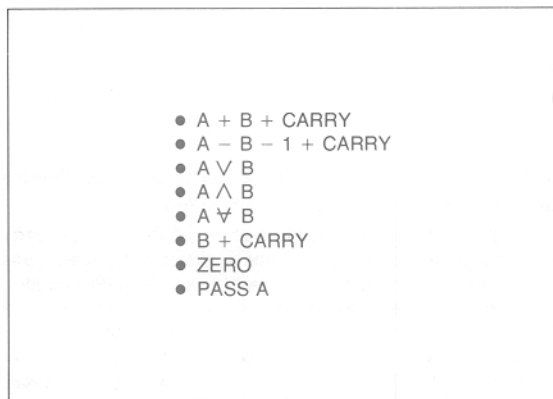 ● A + B + CARRY
● A − B − 1 + CARRY
● A ∨ B
● A ∧ B
● A ⩝ B
● B + CARRY
● ZERO
● PASS A